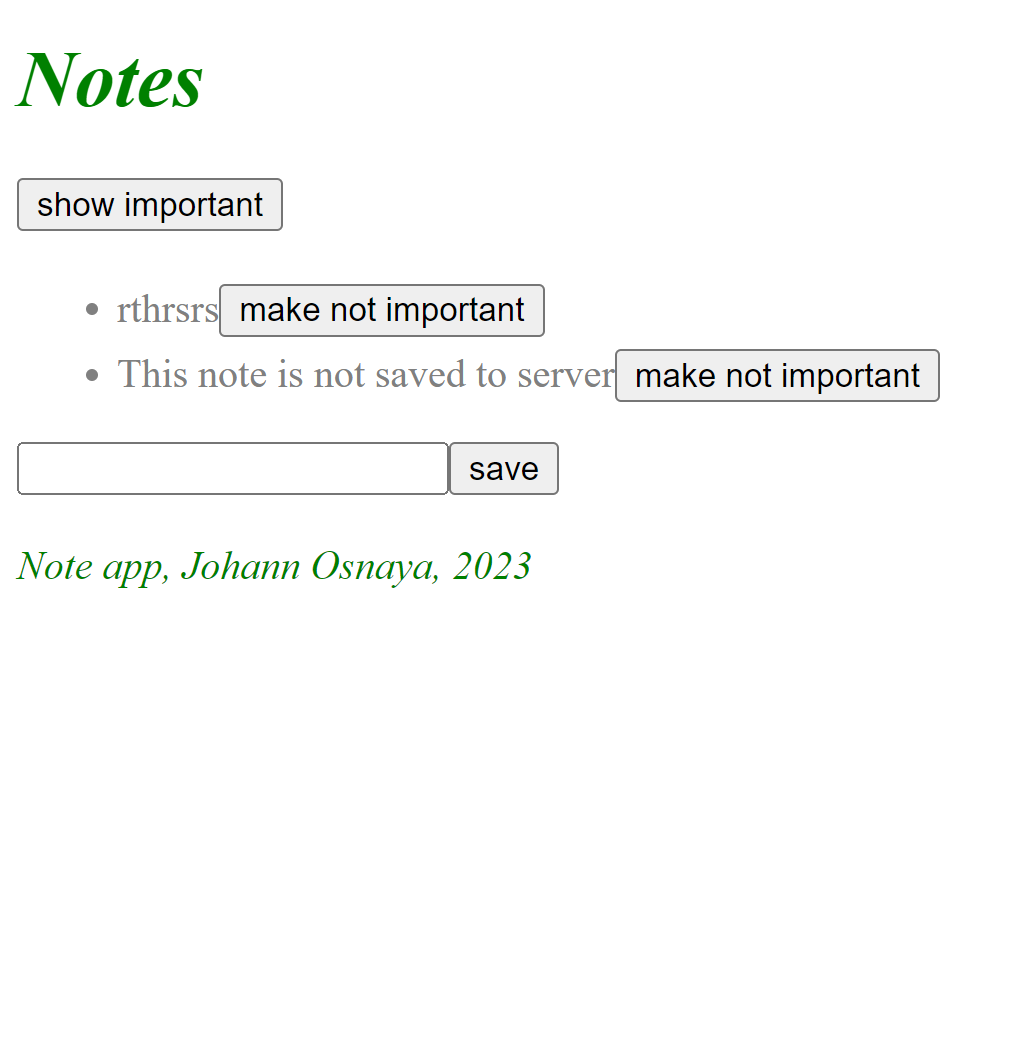 Notes
show important
rthrsrs make not important
This note is not saved to server make not important
save
Note app, Johann Osnaya, 2023